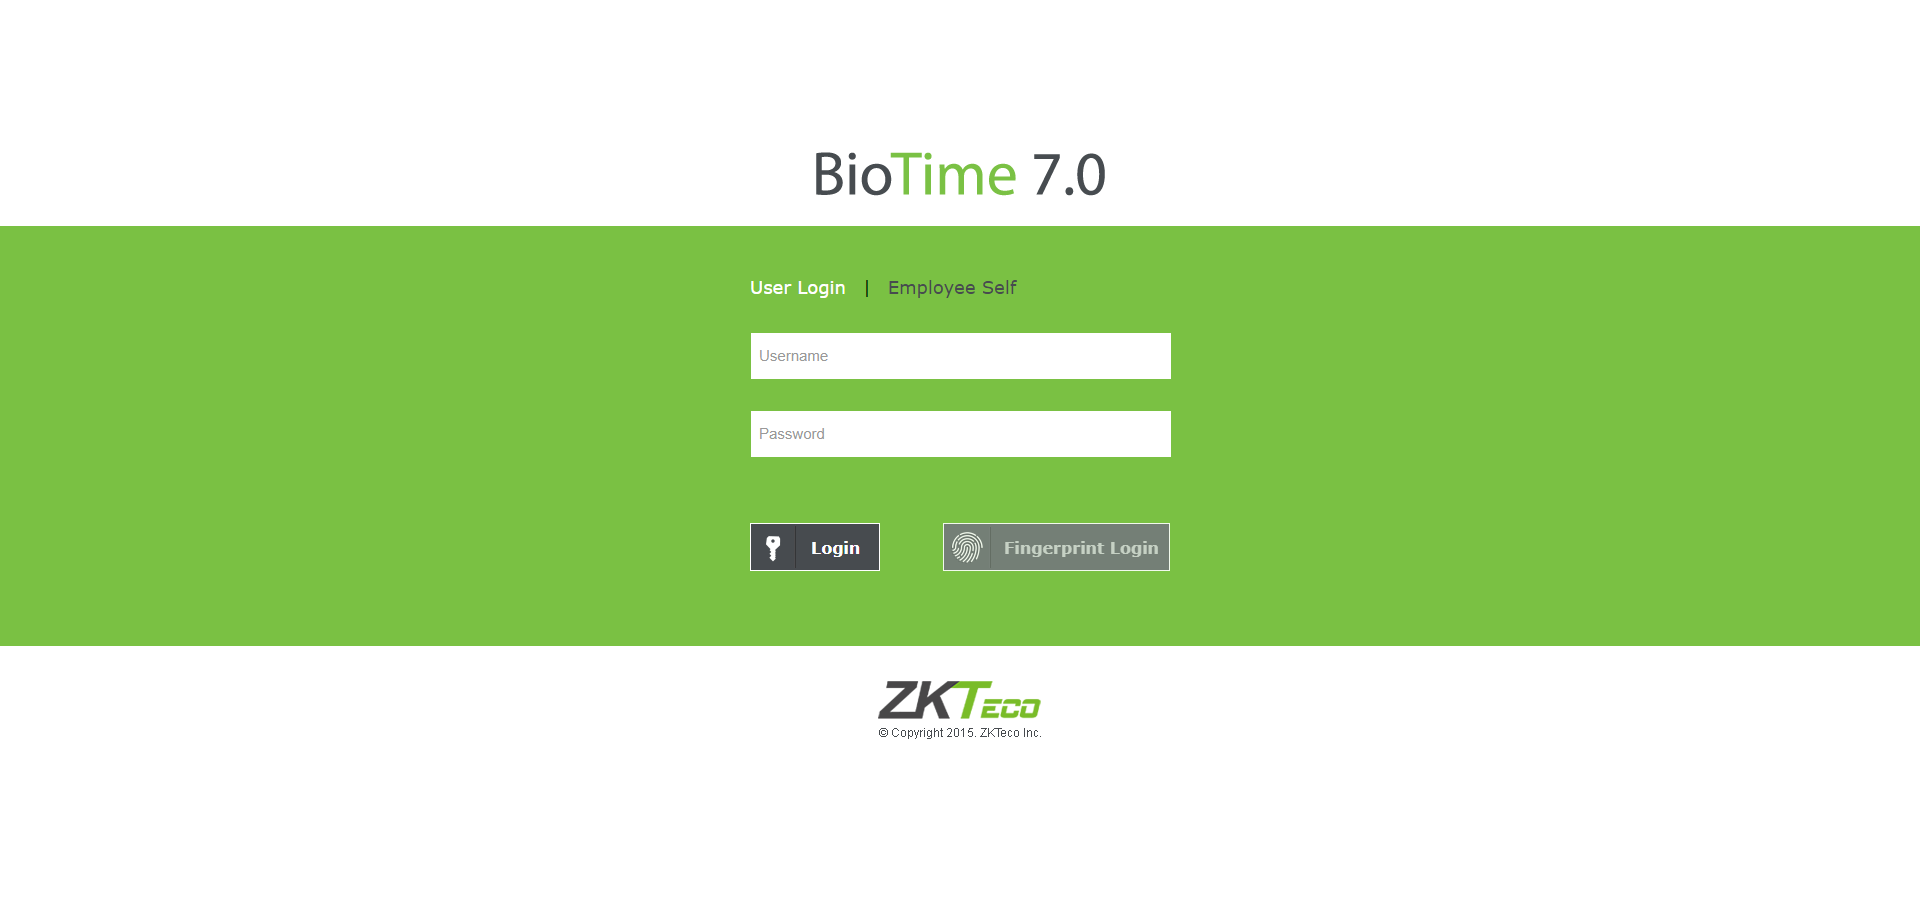 BioTime 7.0
User Login | Employee Self
Username
Password
Login
Fingerprint Login
ZKTeco
© Copyright 2015. ZKTeco Inc.